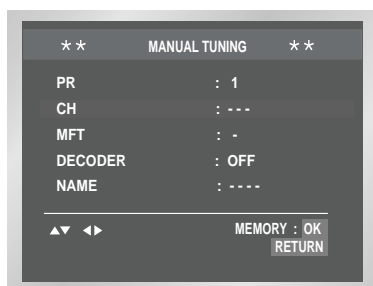 ** MANUAL TUNING **
PR : 1
CH : ---
MFT : -
DECODER : OFF
NAME : ----
▲▼ ◀▶ MEMORY : OK
RETURN